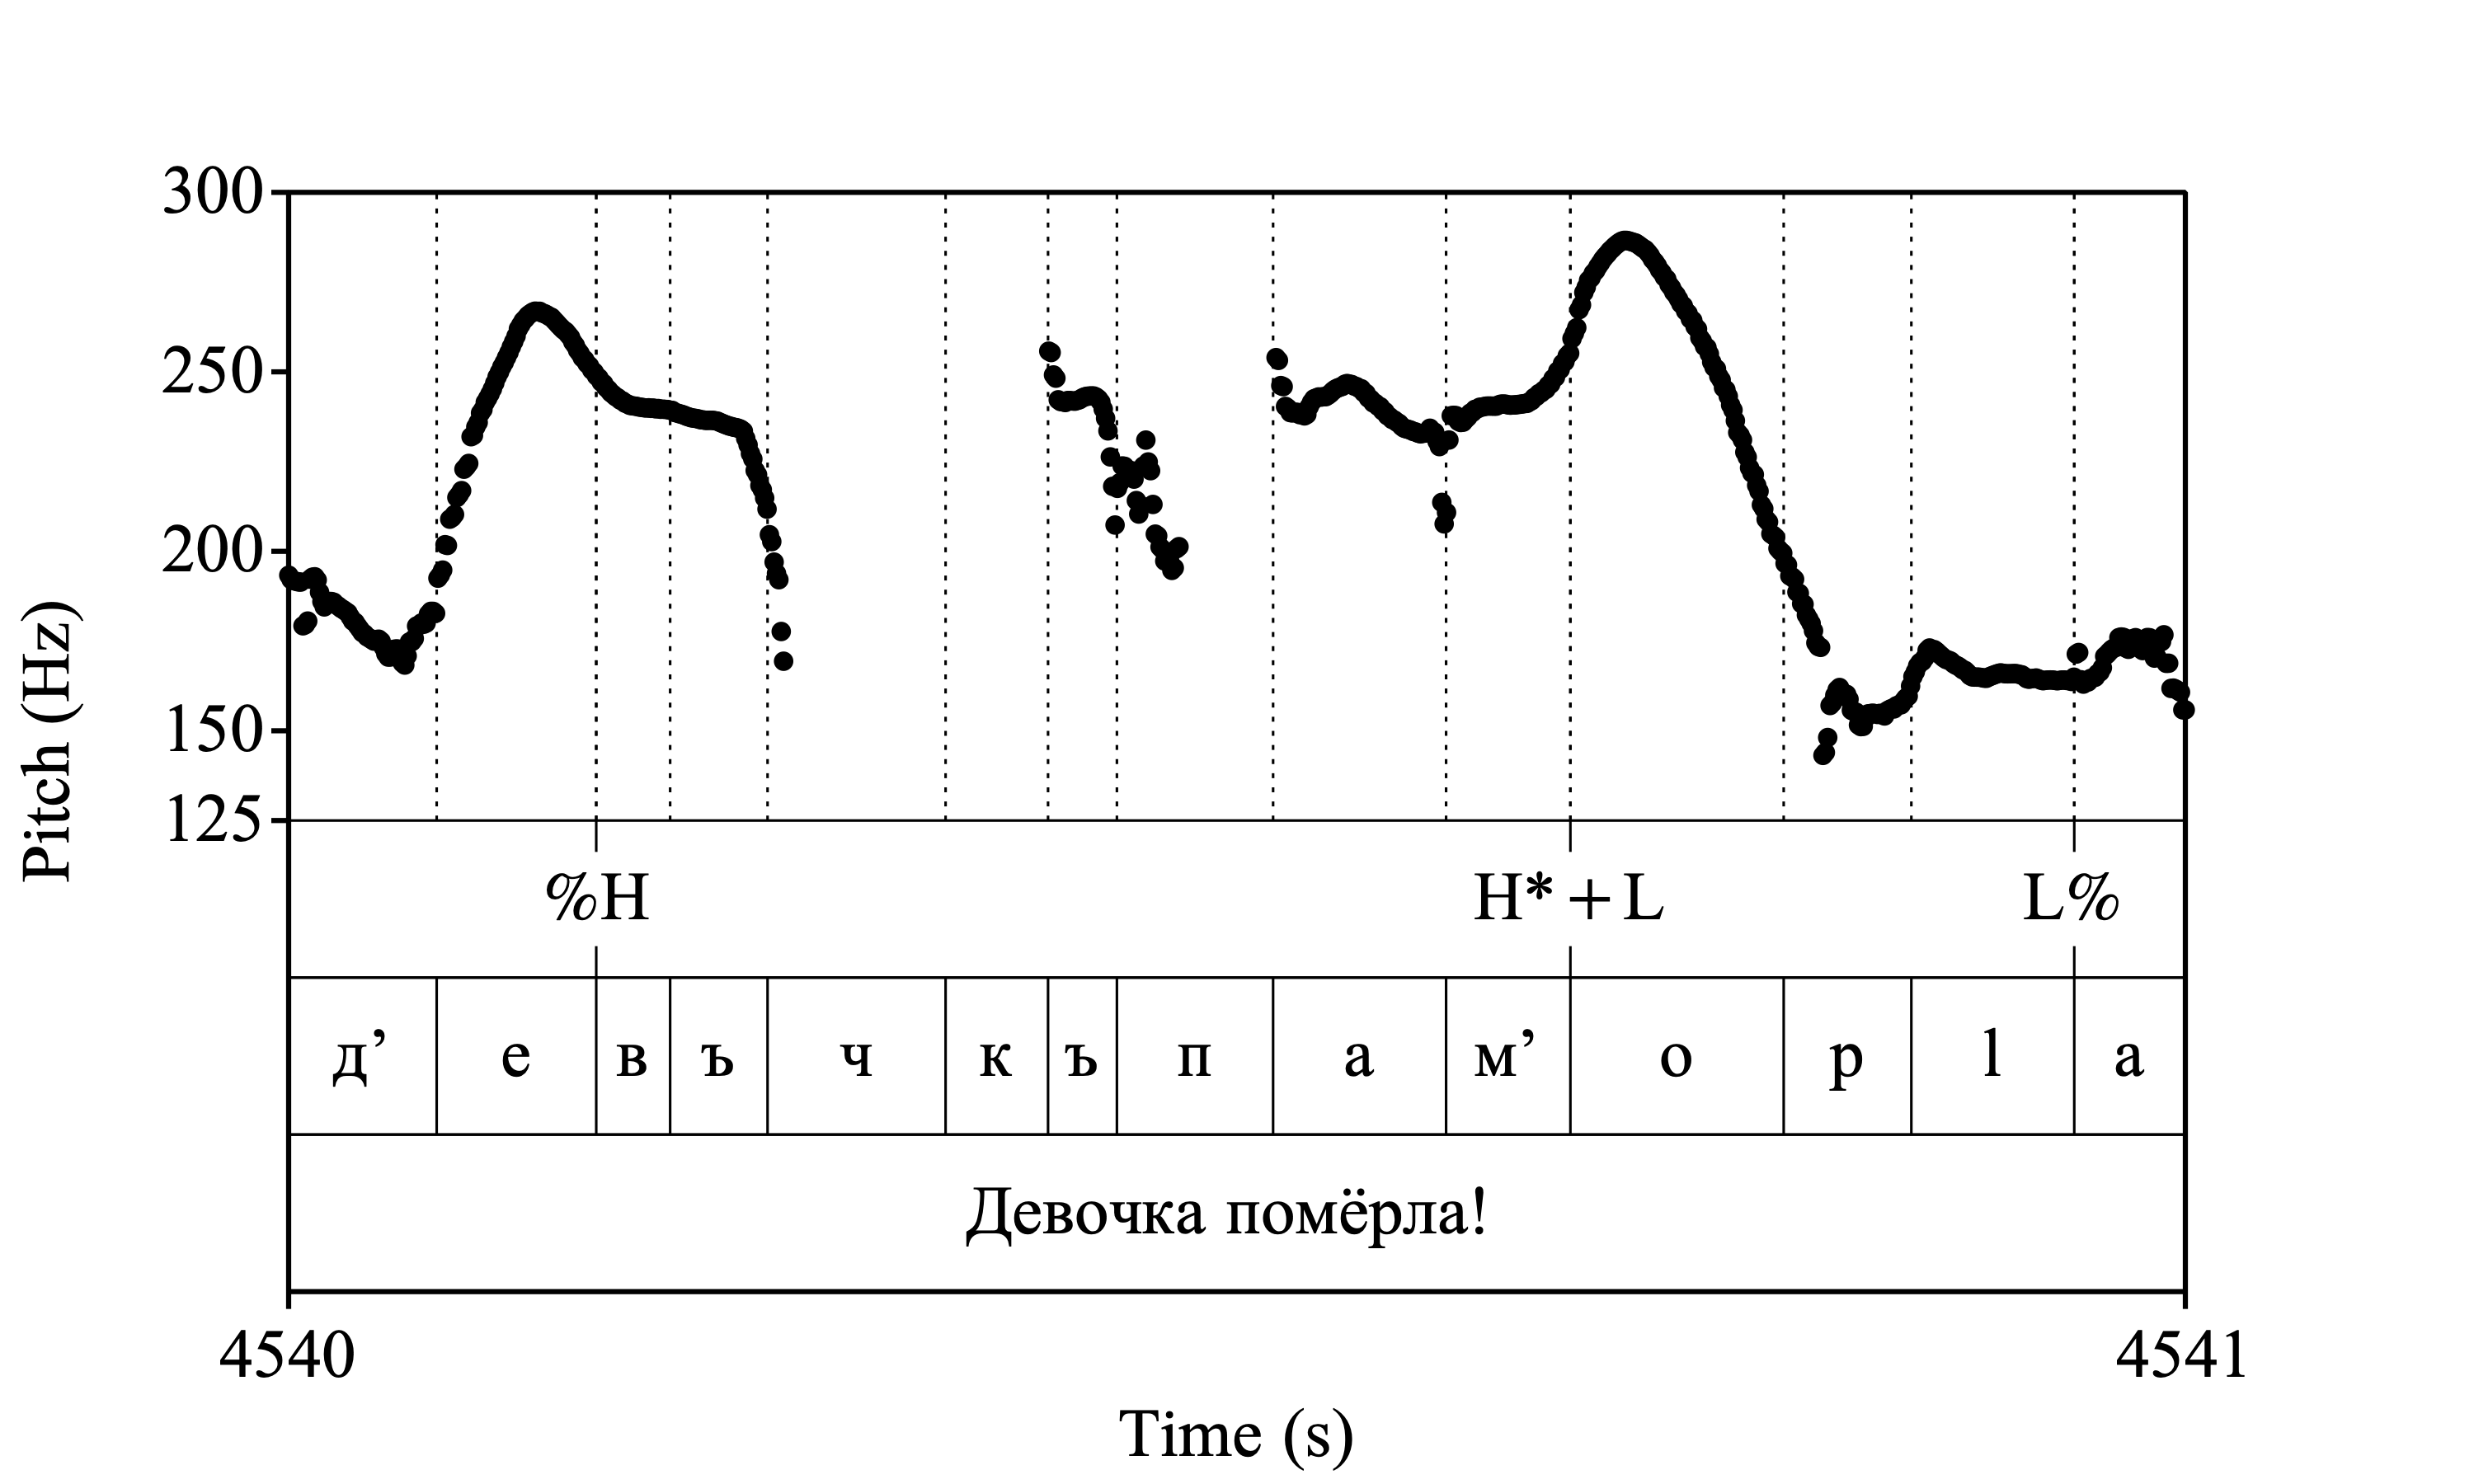 300
250
200
150
125
Pitch (Hz)
%H H* + L L%
д’ е в ъ ч к ъ п а м’ о р l а
Девочка помёрла!
4540 4541
Time (s)